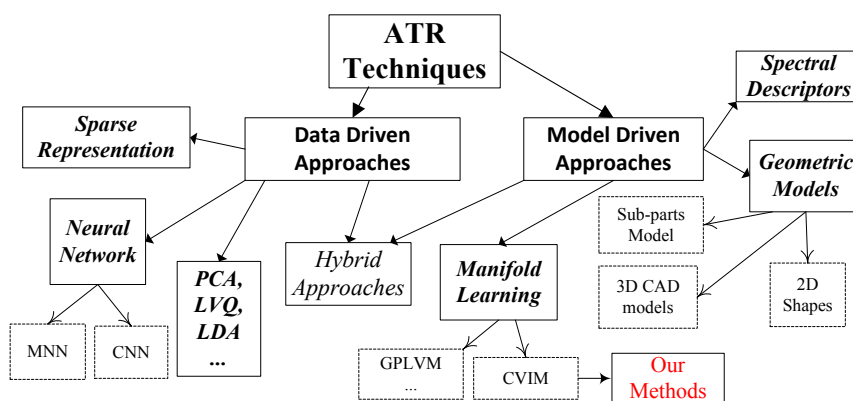 ATR
Techniques
Spectral
Descriptors
Sparse
Representation
Data Driven
Approaches
Model Driven
Approaches
Geometric
Models
Neural
Network
PCA,
LVQ,
LDA
...
Hybrid
Approaches
Manifold
Learning
Sub-parts
Model
3D CAD
models
2D
Shapes
MNN
CNN
GPLVM
...
CVIM
Our
Methods